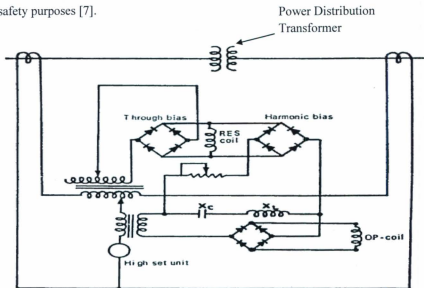 safety purposes [7].
Power Distribution
Transformer
Through bias
Harmonic bias
RES
coil
Xc
XL
OP-coil
High set unit